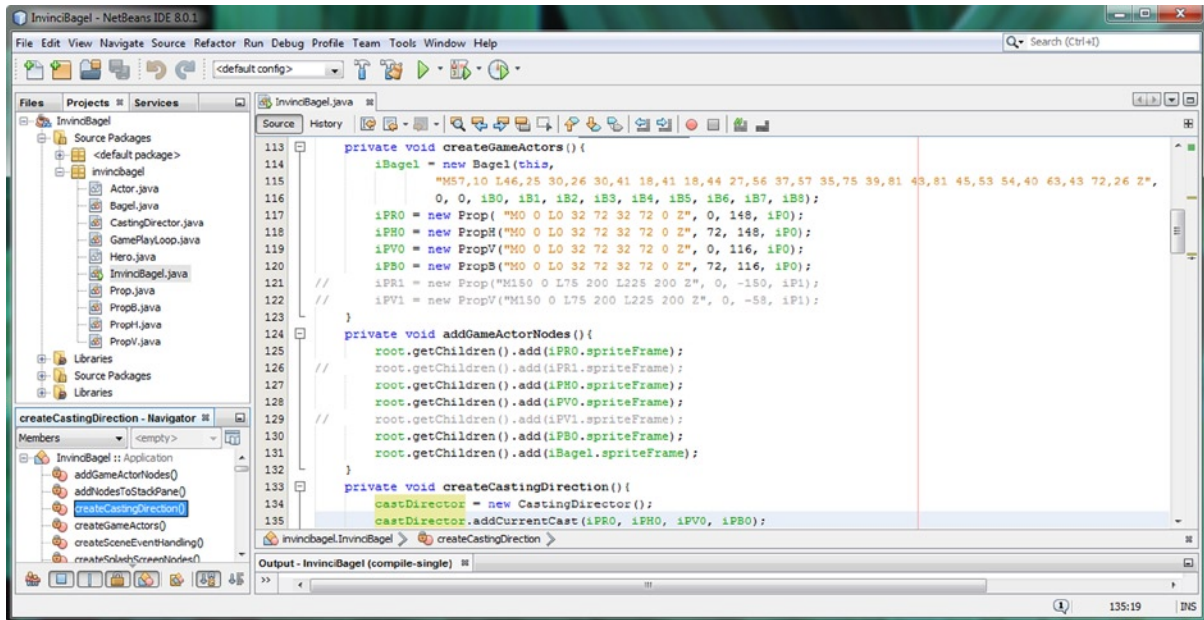 InvinciBagel - NetBeans IDE 8.0.1
File Edit View Navigate Source Refactor Run Debug Profile Team Tools Window Help
Search (Ctrl+I)
<default config>
Files Projects Services
InvinciBagel
Source Packages
<default package>
invincibagel
Actor.java
Bagel.java
CastingDirector.java
GamePlayLoop.java
Hero.java
InvinciBagel.java
Prop.java
PropB.java
PropH.java
PropV.java
Libraries
Source Packages
Libraries
createCastingDirection - Navigator
Members <empty>
InvinciBagel :: Application
addGameActorNodes()
addNodesToStackPane()
createCastingDirection()
createGameActors()
createSceneEventHandling()
createSplashScreenNodes()
InvinciBagel.java
Source History
113 private void createGameActors(){
114 iBagel = new Bagel(this,
115 "M57,10 L46,25 30,26 30,41 18,41 18,44 27,56 37,57 35,75 39,81 43,81 45,53 54,40 63,43 72,26 Z",
116 0, 0, iB0, iB1, iB2, iB3, iB4, iB5, iB6, iB7, iB8);
117 iPR0 = new Prop( "M0 0 L0 32 72 32 72 0 Z", 0, 148, iP0);
118 iPH0 = new PropH("M0 0 L0 32 72 32 72 0 Z", 72, 148, iP0);
119 iPV0 = new PropV("M0 0 L0 32 72 32 72 0 Z", 0, 116, iP0);
120 iPB0 = new PropB("M0 0 L0 32 72 32 72 0 Z", 72, 116, iP0);
121 // iPR1 = new Prop("M150 0 L75 200 L225 200 Z", 0, -150, iP1);
122 // iPV1 = new PropV("M150 0 L75 200 L225 200 Z", 0, -58, iP1);
123 }
124 private void addGameActorNodes(){
125 root.getChildren().add(iPR0.spriteFrame);
126 // root.getChildren().add(iPR1.spriteFrame);
127 root.getChildren().add(iPH0.spriteFrame);
128 root.getChildren().add(iPV0.spriteFrame);
129 // root.getChildren().add(iPV1.spriteFrame);
130 root.getChildren().add(iPB0.spriteFrame);
131 root.getChildren().add(iBagel.spriteFrame);
132 }
133 private void createCastingDirection(){
134 castDirector = new CastingDirector();
135 castDirector.addCurrentCast(iPR0, iPH0, iPV0, iPB0);
invincibagel.InvinciBagel createCastingDirection
Output - InvinciBagel (compile-single)
1 135:19 INS